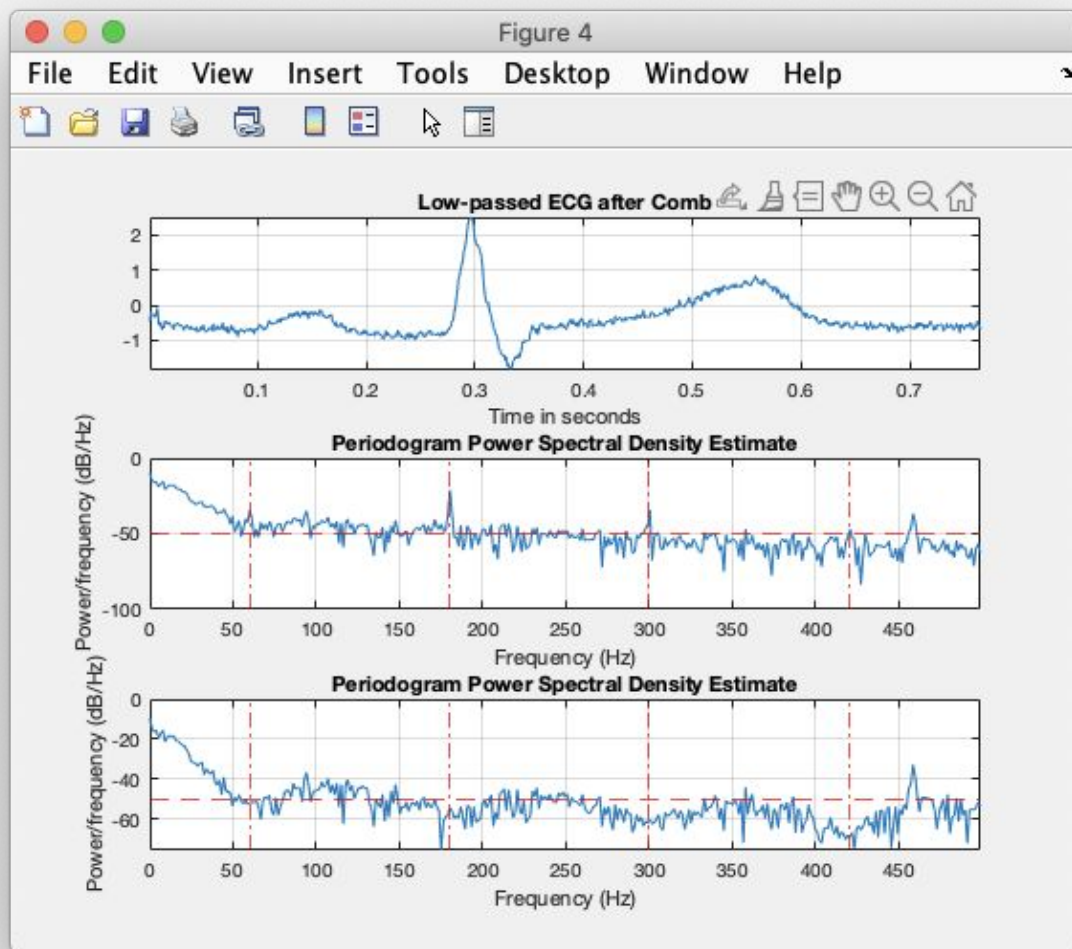 Figure 4
File Edit View Insert Tools Desktop Window Help
Low-passed ECG after Comb
2
1
0
-1
0.1 0.2 0.3 0.4 0.5 0.6 0.7
Time in seconds
Periodogram Power Spectral Density Estimate
Power/frequency (dB/Hz)
0
-50
-100
0 50 100 150 200 250 300 350 400 450
Frequency (Hz)
Periodogram Power Spectral Density Estimate
Power/frequency (dB/Hz)
0
-20
-40
-60
0 50 100 150 200 250 300 350 400 450
Frequency (Hz)